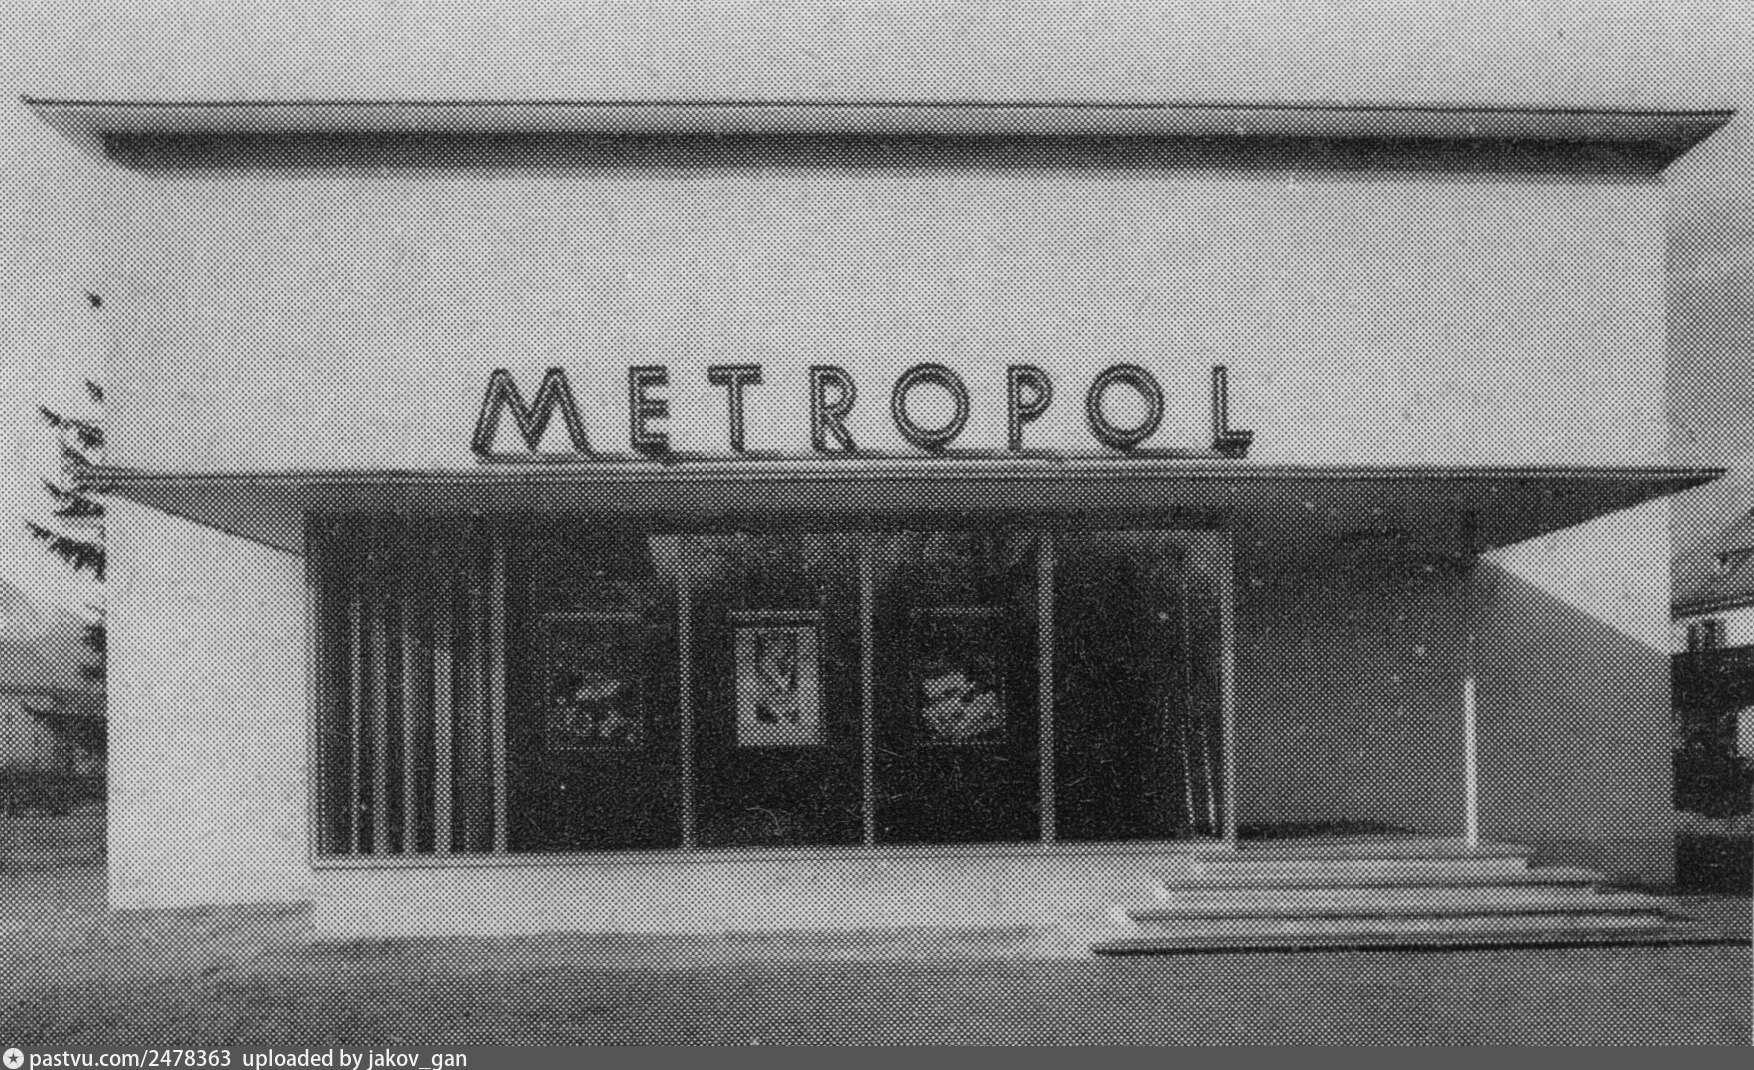 METROPOL
pastvu.com/2478363 uploaded by jakov_gan